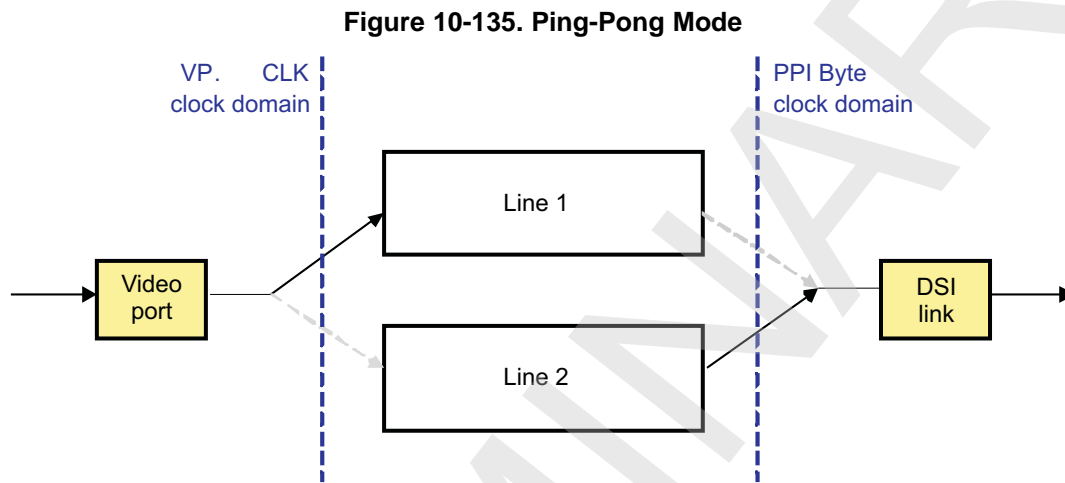 Figure 10-135. Ping-Pong Mode
VP. CLK
clock domain
PPI Byte
clock domain
Line 1
Video
port
DSI
link
Line 2
MINAR